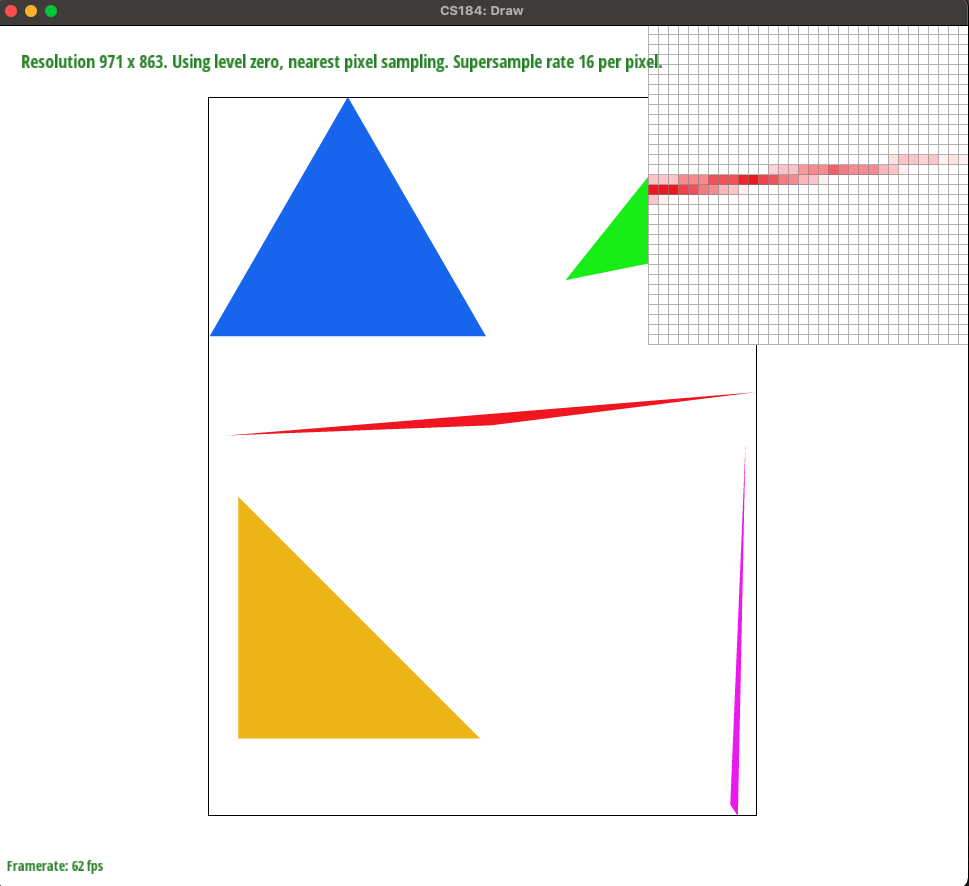 CS184: Draw
Resolution 971 x 863. Using level zero, nearest pixel sampling. Supersample rate 16 per pixel.
Framerate: 62 fps